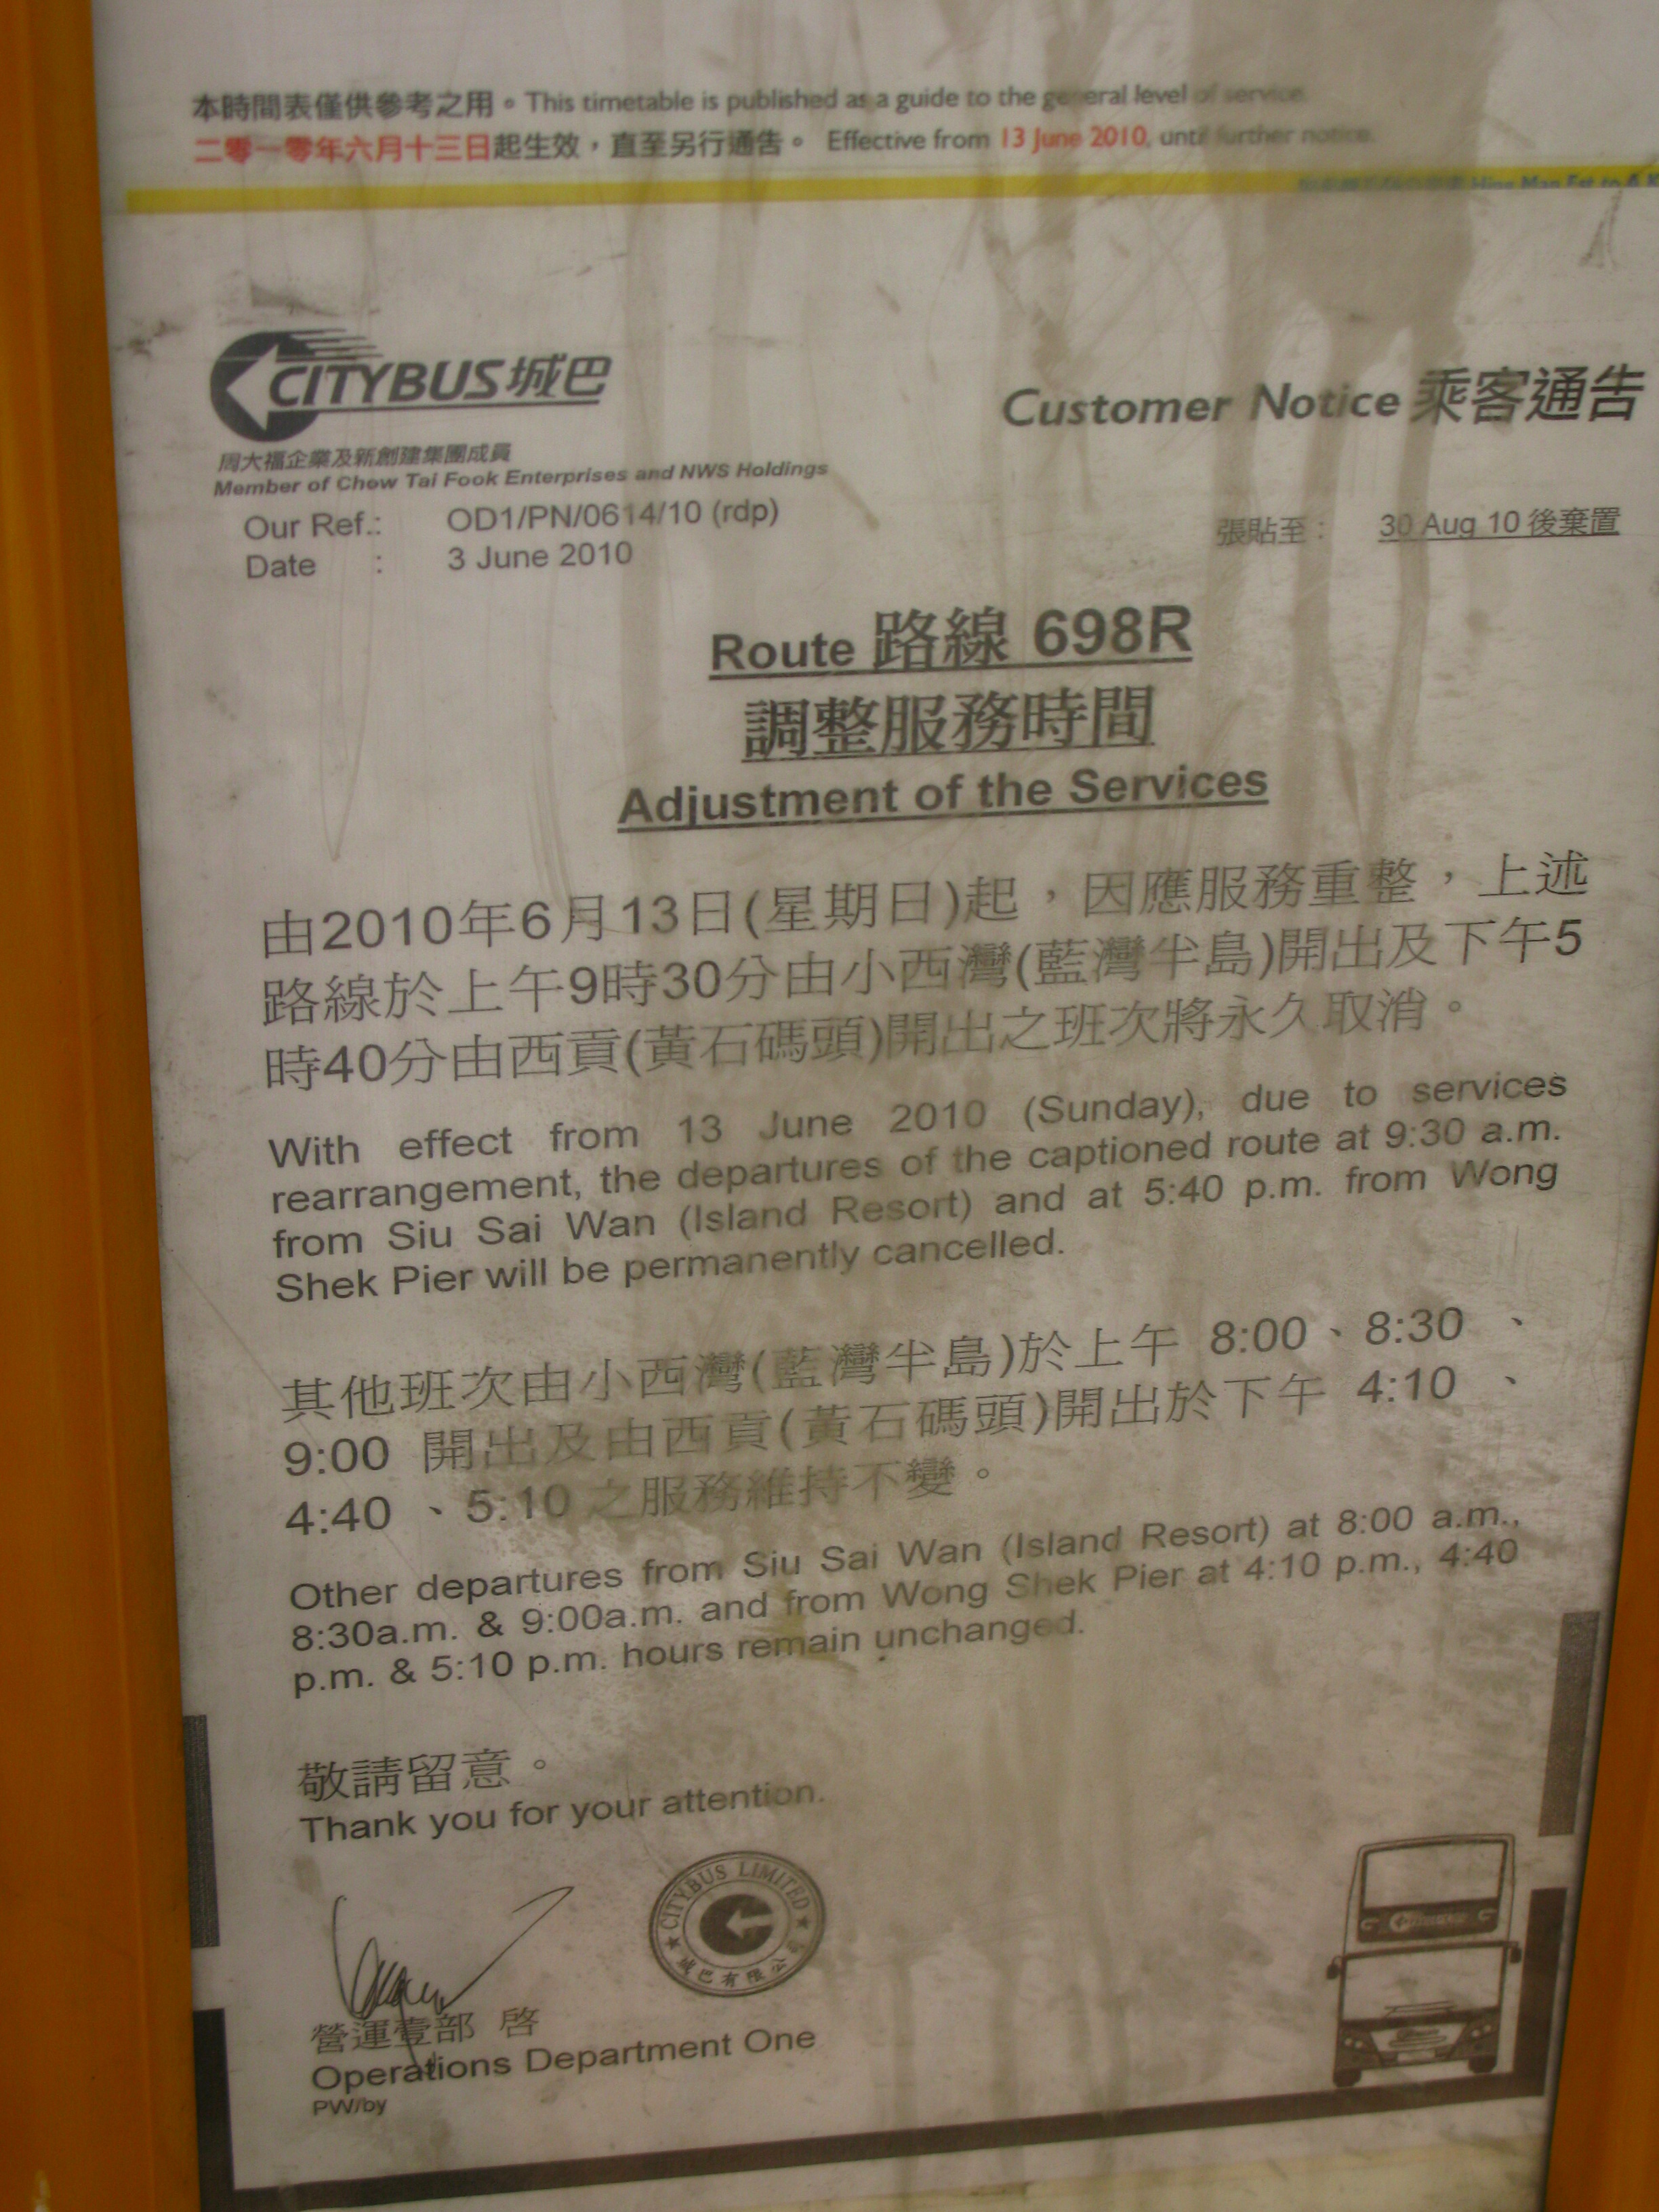 本時間表僅供參考之用。This timetable is published as a guide to the general level of service.
二零一零年六月十三日起生效，直至另行通告。 Effective from 13 June 2010, until further notice.
Hing Man Est to A K
CITYBUS城巴
Customer Notice 乘客通告
周大福企業及新創建集團成員
Member of Chow Tai Fook Enterprises and NWS Holdings
Our Ref.: OD1/PN/0614/10 (rdp)
張貼至： 30 Aug 10 後棄置
Date : 3 June 2010
Route 路線 698R
調整服務時間
Adjustment of the Services
由2010年6月13日(星期日)起，因應服務重整，上述
路線於上午9時30分由小西灣(藍灣半島)開出及下午5
時40分由西貢(黃石碼頭)開出之班次將永久取消。
With effect from 13 June 2010 (Sunday), due to services
rearrangement, the departures of the captioned route at 9:30 a.m.
from Siu Sai Wan (Island Resort) and at 5:40 p.m. from Wong
Shek Pier will be permanently cancelled.
其他班次由小西灣(藍灣半島)於上午 8:00、8:30 、
9:00 開出及由西貢(黃石碼頭)開出於下午 4:10 、
4:40 、5:10 之服務維持不變。
Other departures from Siu Sai Wan (Island Resort) at 8:00 a.m.,
8:30a.m. & 9:00a.m. and from Wong Shek Pier at 4:10 p.m., 4:40
p.m. & 5:10 p.m. hours remain unchanged.
敬請留意。
Thank you for your attention.
CITYBUS LIMITED
城巴有限公
營運壹部 啓
Operations Department One
PW/by